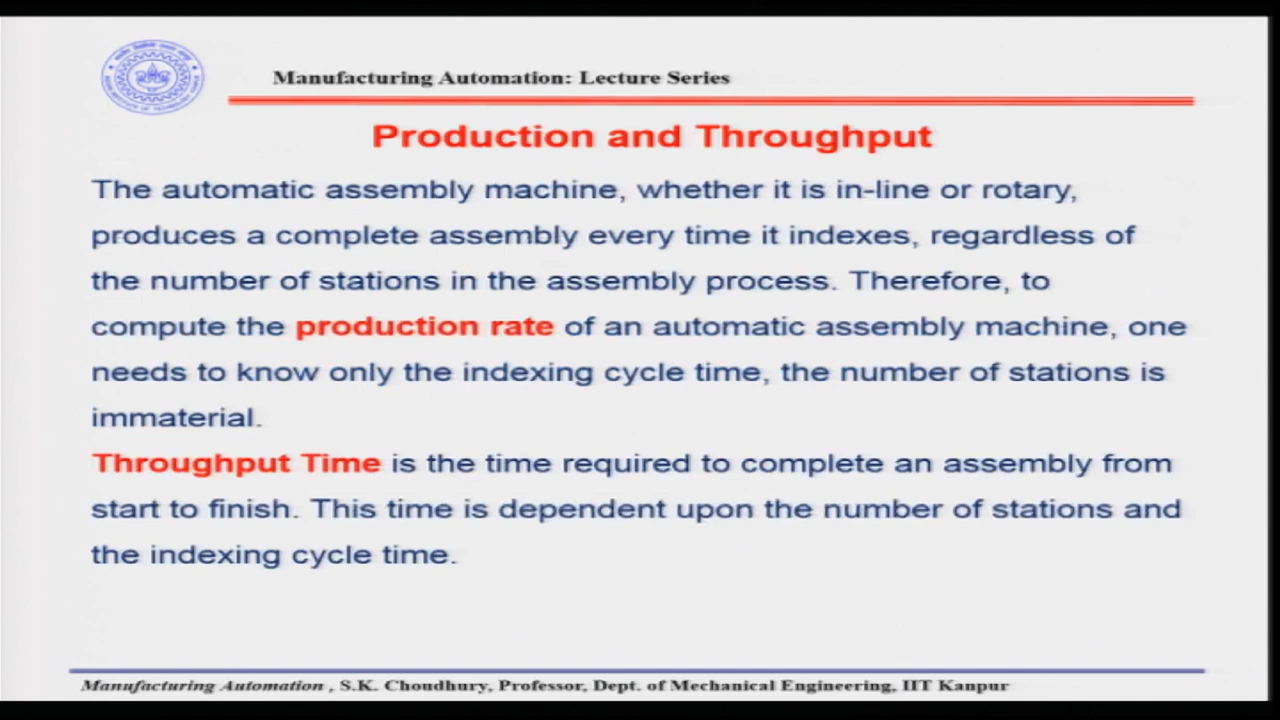 Manufacturing Automation: Lecture Series
Production and Throughput
The automatic assembly machine, whether it is in-line or rotary,
produces a complete assembly every time it indexes, regardless of
the number of stations in the assembly process. Therefore, to
compute the production rate of an automatic assembly machine, one
needs to know only the indexing cycle time, the number of stations is
immaterial.
Throughput Time is the time required to complete an assembly from
start to finish. This time is dependent upon the number of stations and
the indexing cycle time.
Manufacturing Automation , S.K. Choudhury, Professor, Dept. of Mechanical Engineering, IIT Kanpur